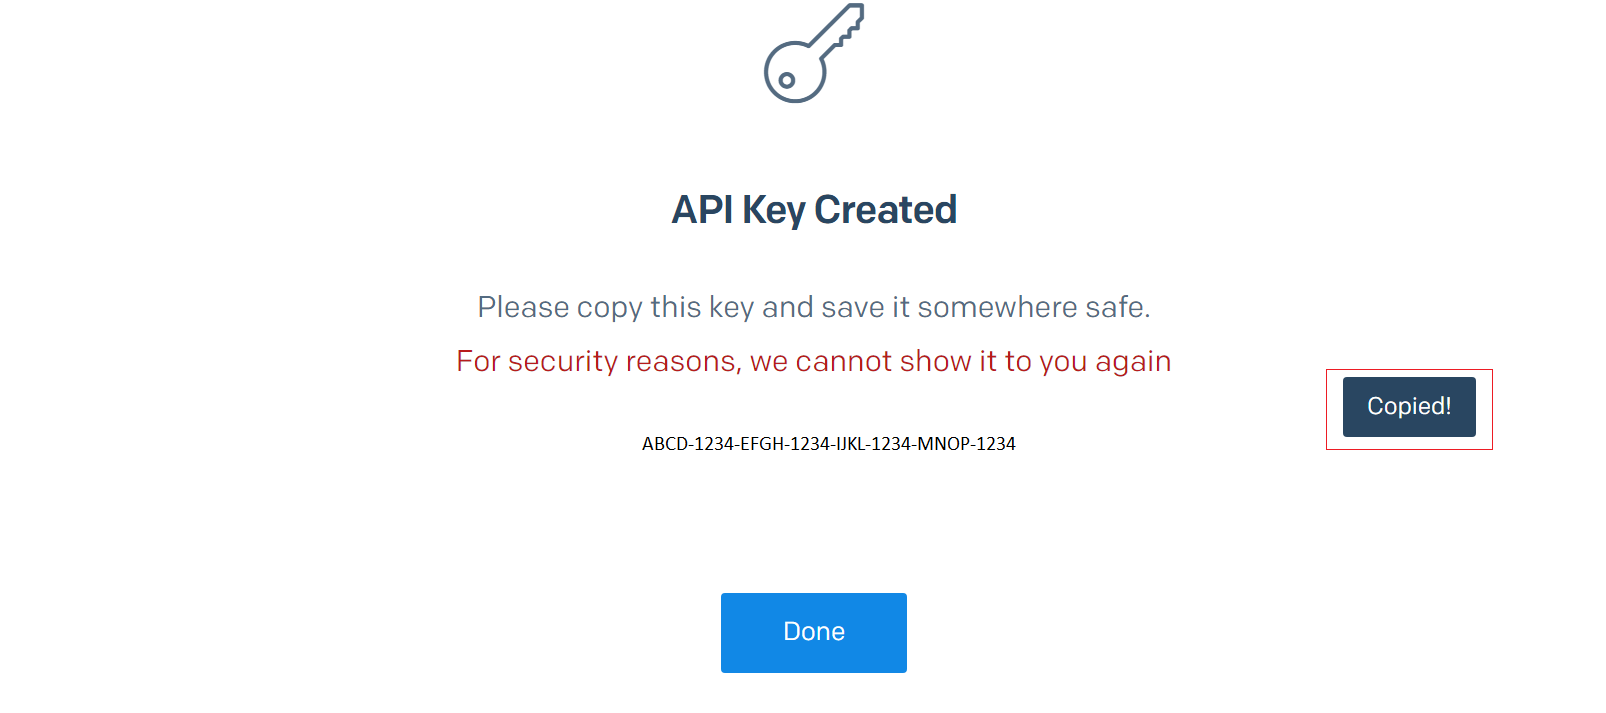 API Key Created
Please copy this key and save it somewhere safe.
For security reasons, we cannot show it to you again
Copied!
ABCD-1234-EFGH-1234-IJKL-1234-MNOP-1234
Done